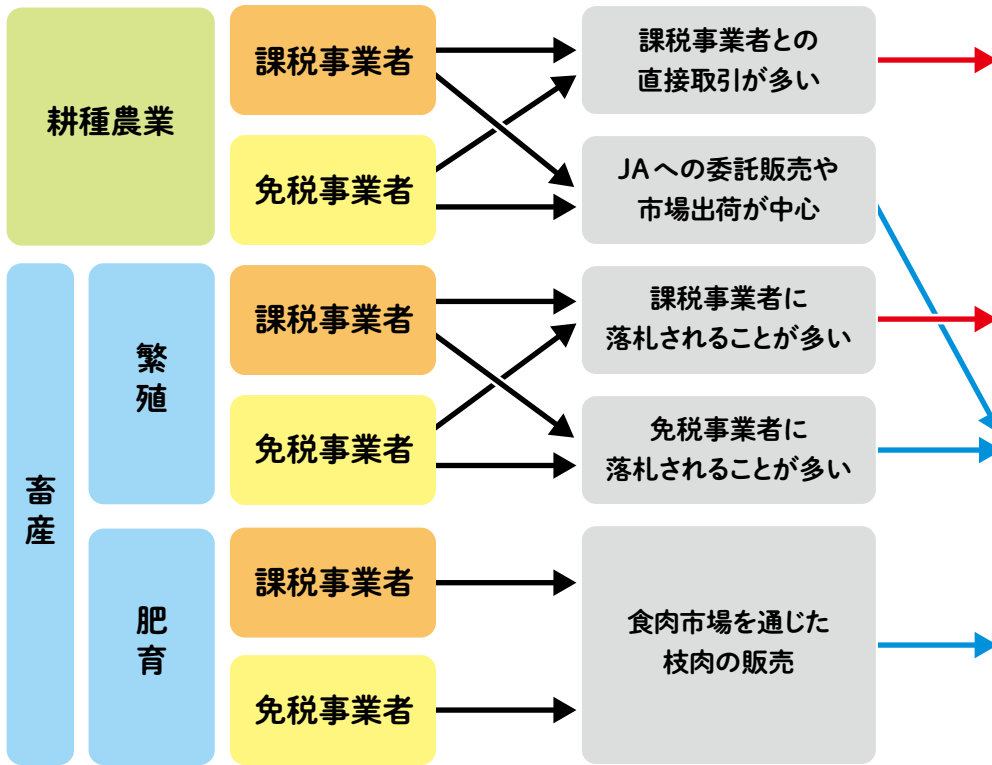 耕種農業
課税事業者
免税事業者
課税事業者との
直接取引が多い
JAへの委託販売や
市場出荷が中心
畜産
繁殖
課税事業者
免税事業者
課税事業者に
落札されることが多い
免税事業者に
落札されることが多い
肥育
課税事業者
免税事業者
食肉市場を通じた
枝肉の販売